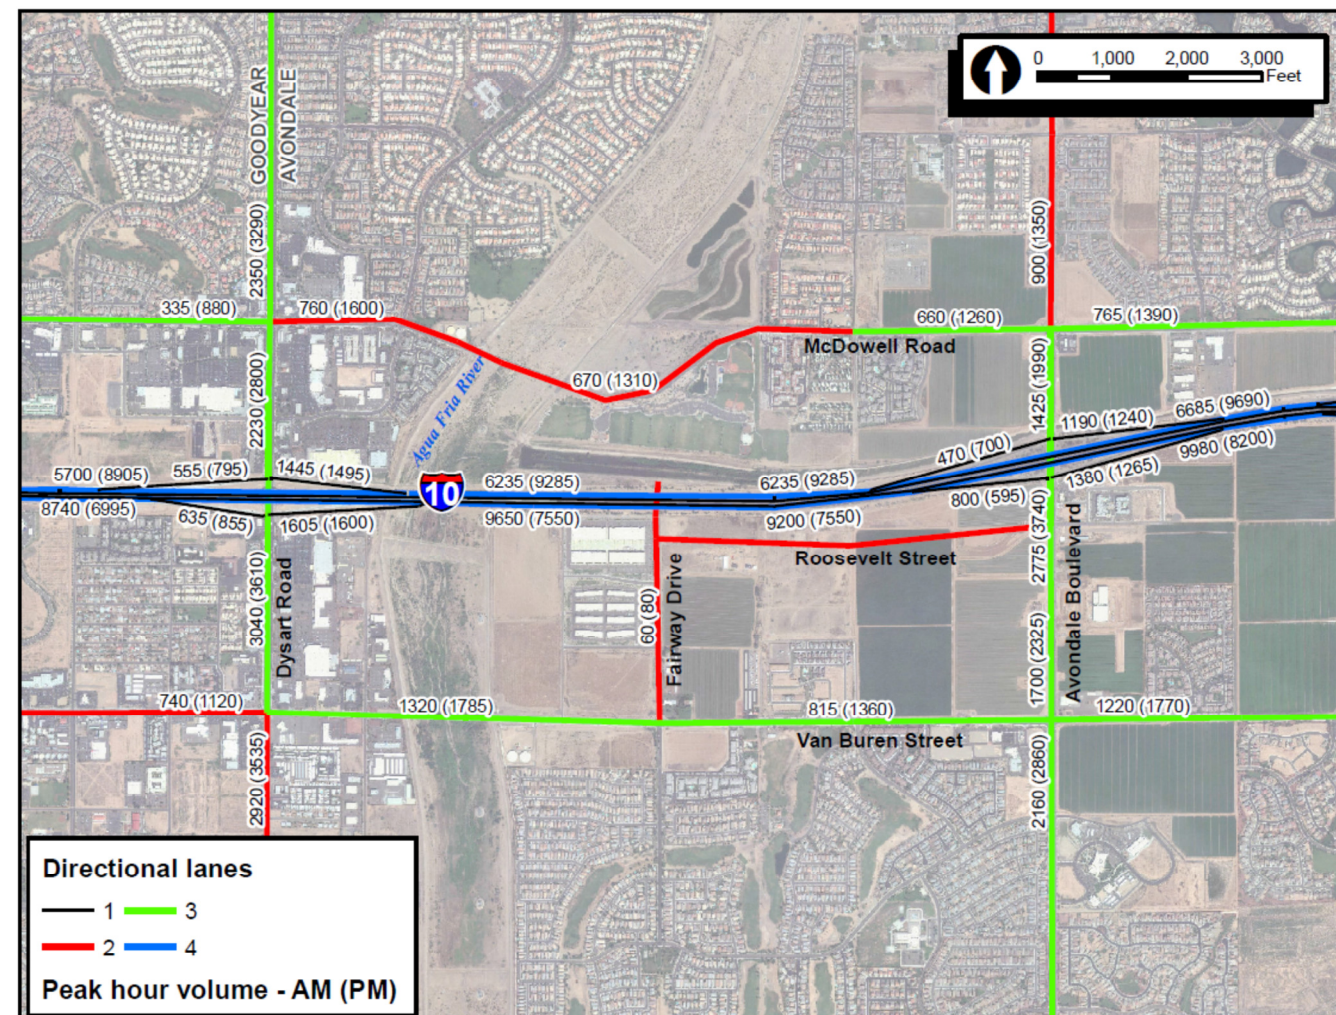 0 1,000 2,000 3,000
Feet
GOODYEAR
AVONDALE
2350 (3290)
900 (1350)
335 (880)
760 (1600)
660 (1260)
765 (1390)
McDowell Road
670 (1310)
Agua Fria River
2230 (2800)
1425 (1990)
1190 (1240)
6685 (9690)
470 (700)
9980 (8200)
5700 (8905)
555 (795)
1445 (1495)
10
6235 (9285)
6235 (9285)
1380 (1265)
800 (595)
8740 (6995)
635 (855)
1605 (1600)
9650 (7550)
9200 (7550)
2775 (3740)
Roosevelt Street
3040 (3610)
Dysart Road
60 (80)
Fairway Drive
1700 (2325)
Avondale Boulevard
740 (1120)
1320 (1785)
815 (1360)
1220 (1770)
Van Buren Street
2920 (3535)
2160 (2860)
Directional lanes
1 3
2 4
Peak hour volume - AM (PM)